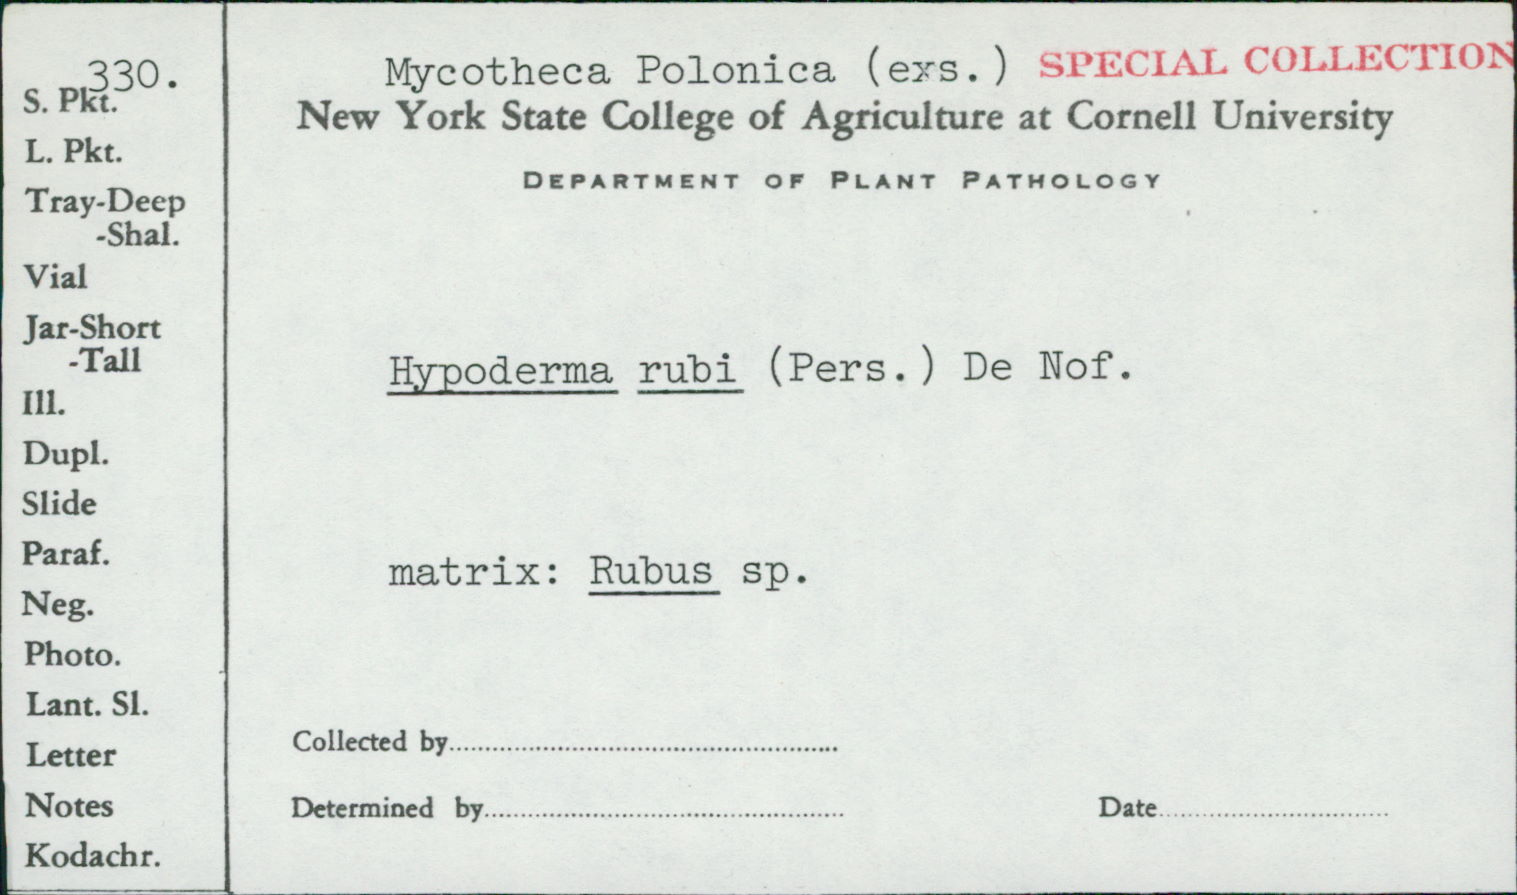 330.
S. Pkt.
L. Pkt.
Tray-Deep
-Shal.
Vial
Jar-Short
-Tall
Ill.
Dupl.
Slide
Paraf.
Neg.
Photo.
Lant. Sl.
Letter
Notes
Kodachr.
Mycotheca Polonica (exs.) SPECIAL COLLECTION
New York State College of Agriculture at Cornell University
DEPARTMENT OF PLANT PATHOLOGY
Hypoderma rubi (Pers.) De Nof.
matrix: Rubus sp.
Collected by
Determined by
Date